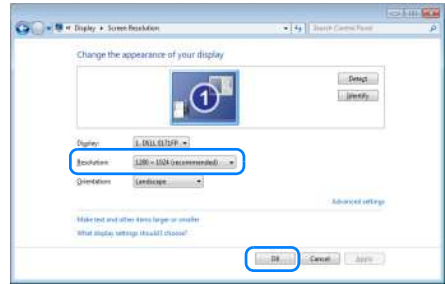 Display ▸ Screen Resolution
Search Control Panel
Change the appearance of your display
1
Detect
Identify
Display:
1. DELL E171FP
Resolution:
1280 × 1024 (recommended)
Orientation:
Landscape
Advanced settings
Make text and other items larger or smaller
What display settings should I choose?
OK
Cancel
Apply